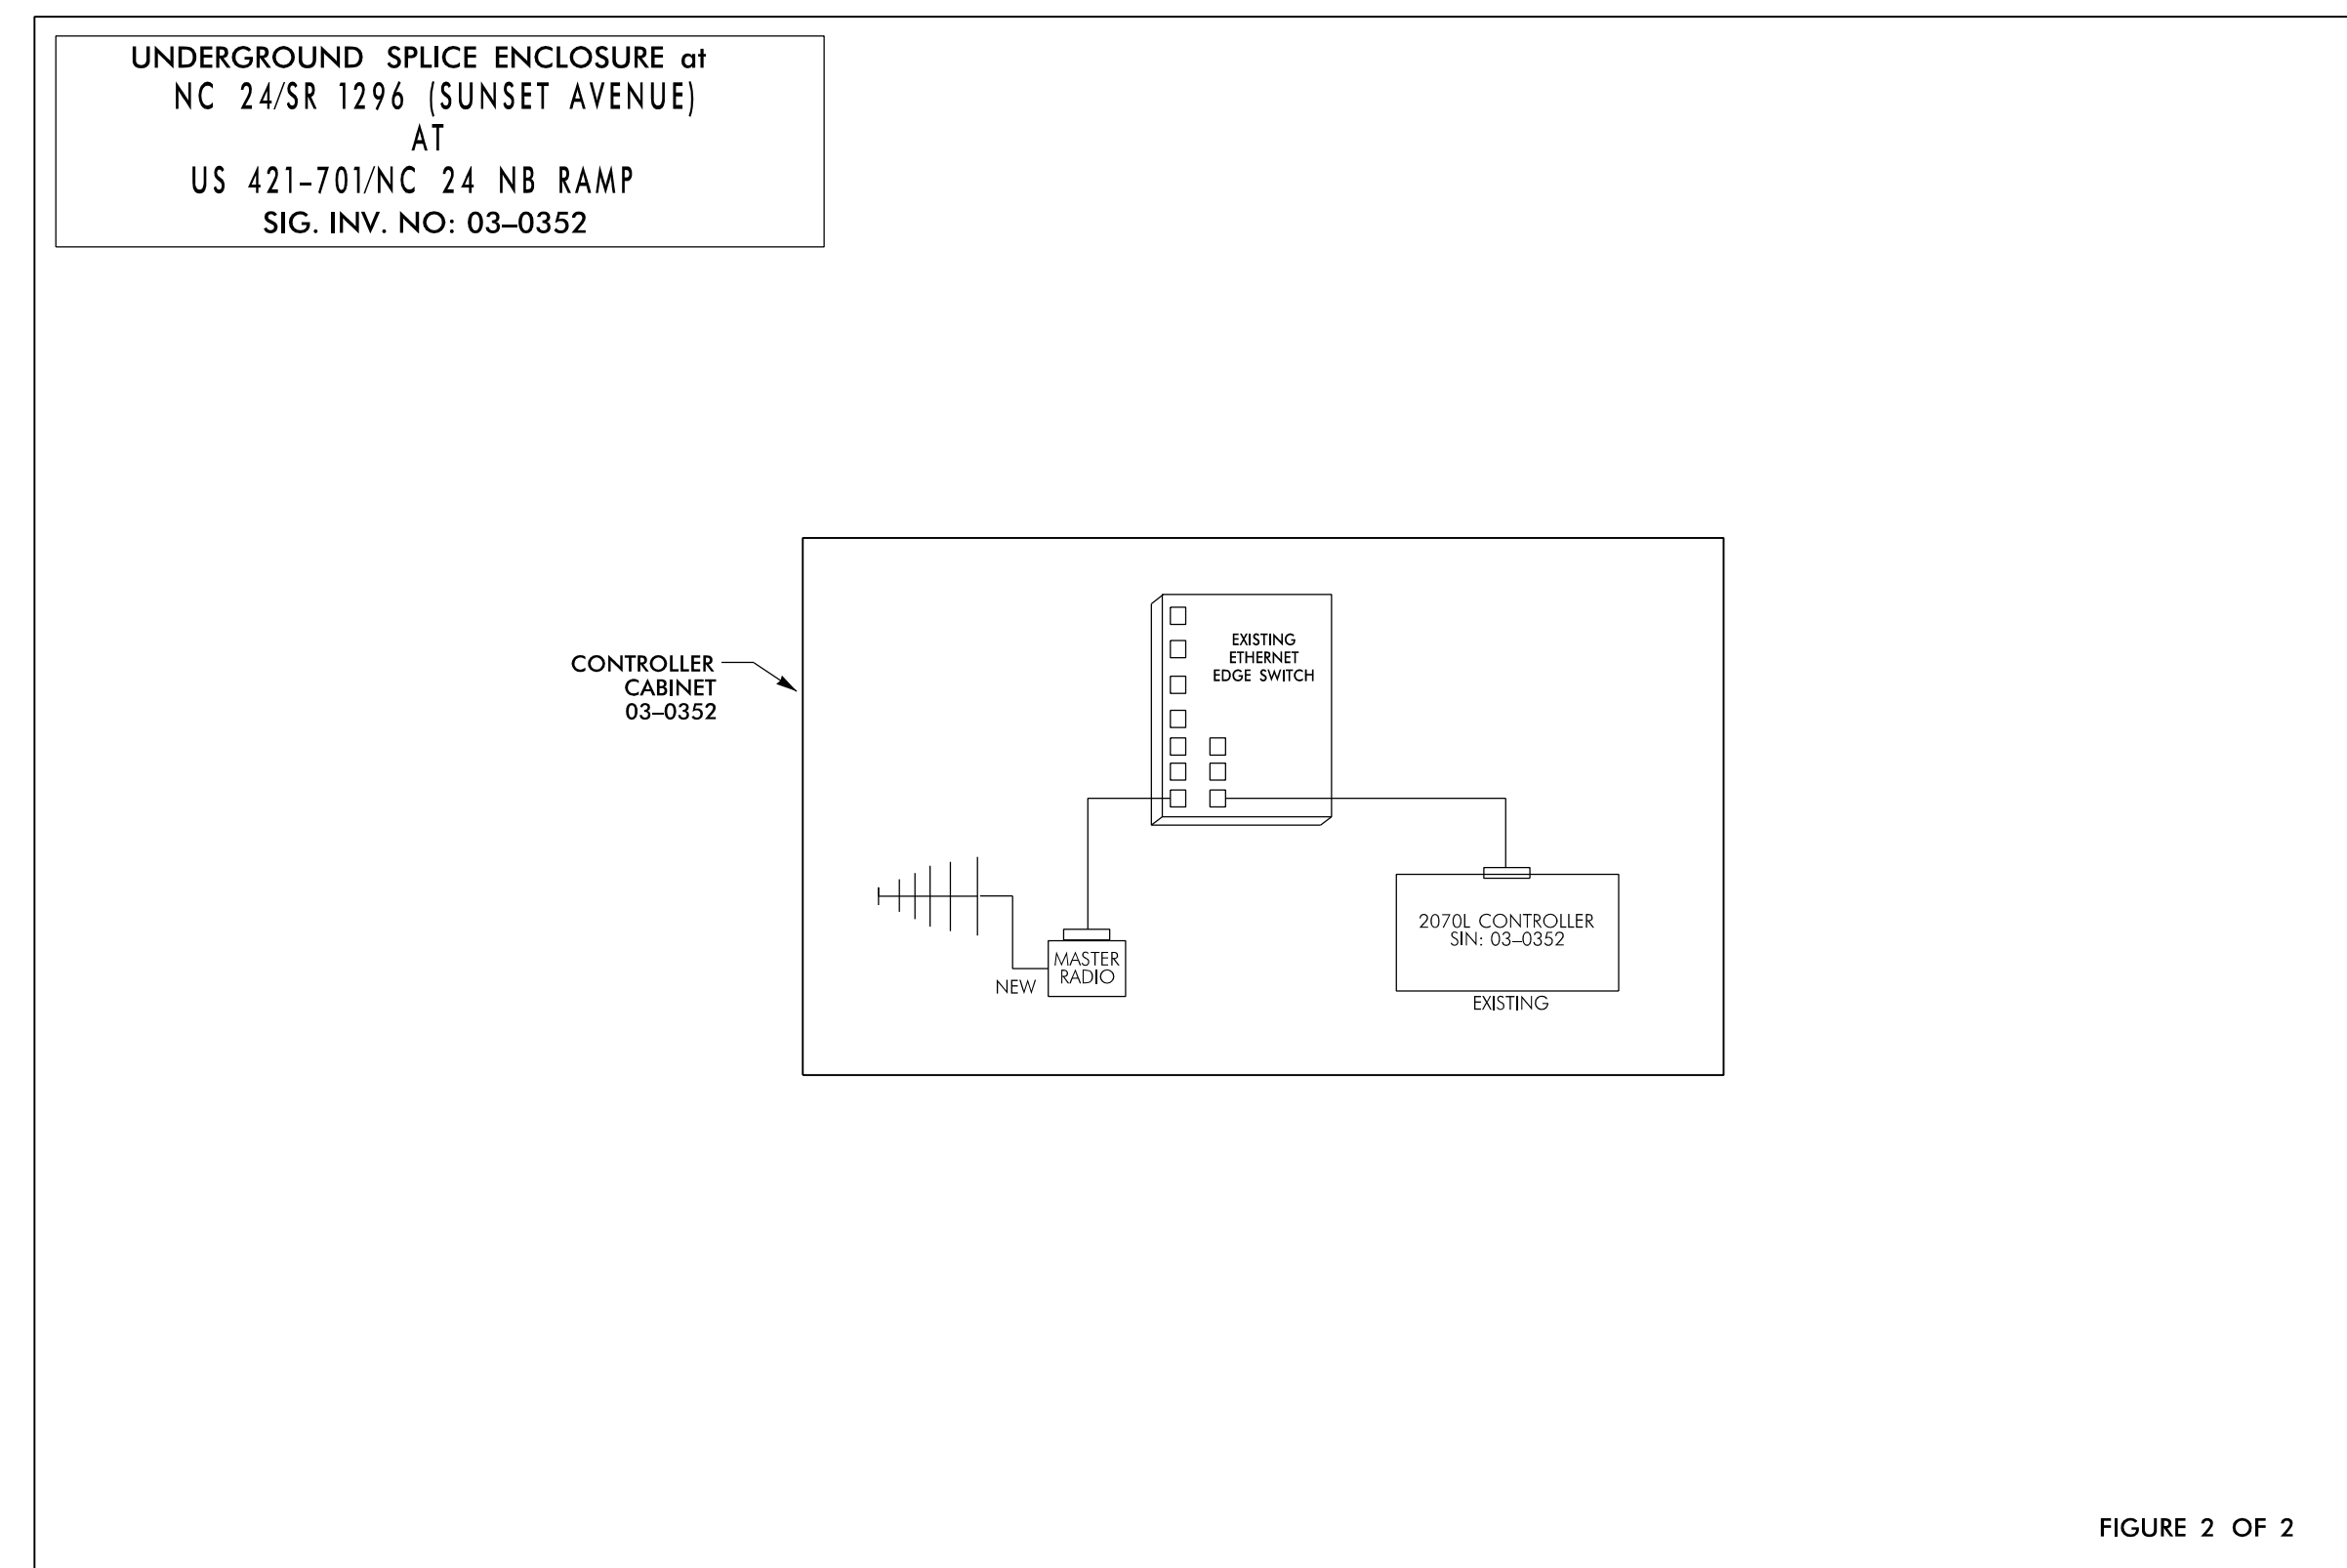 UNDERGROUND SPLICE ENCLOSURE at
NC 24/SR 1296 (SUNSET AVENUE)
AT
US 421-701/NC 24 NB RAMP
SIG. INV. NO: 03-0352
CONTROLLER
CABINET
03-0352
EXISTING
ETHERNET
EDGE SWITCH
MASTER
RADIO
NEW
2070L CONTROLLER
SIN: 03-0352
EXISTING
FIGURE 2 OF 2